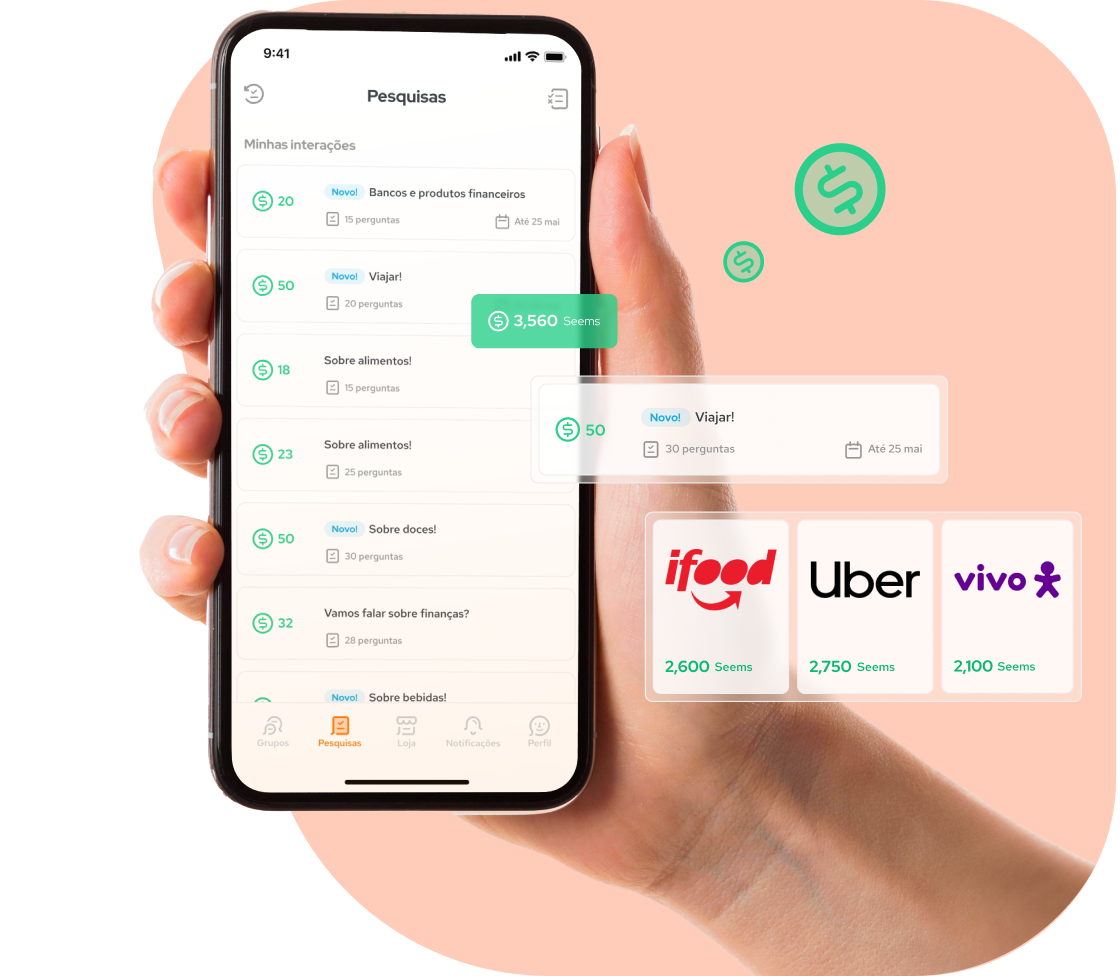 9:41
Pesquisas
Minhas interações
20
Novo! Bancos e produtos financeiros
15 perguntas
Até 25 mai
50
Novo! Viajar!
20 perguntas
3,560 Seems
18
Sobre alimentos!
15 perguntas
50
Novo! Viajar!
30 perguntas
Até 25 mai
23
Sobre alimentos!
25 perguntas
50
Novo! Sobre doces!
30 perguntas
ifood
Uber
vivo
2,600 Seems
2,750 Seems
2,100 Seems
32
Vamos falar sobre finanças?
28 perguntas
Novo! Sobre bebidas!
Grupos
Pesquisas
Loja
Notificações
Perfil